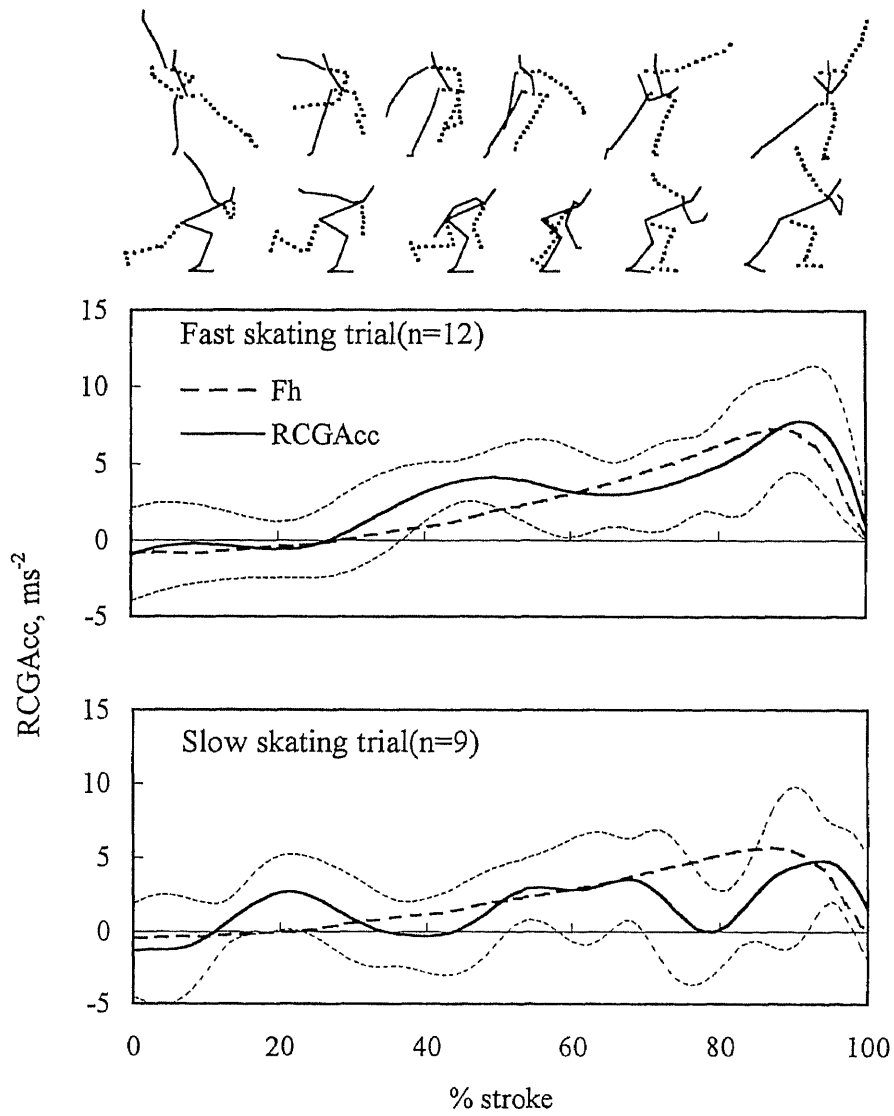 15
Fast skating trial(n=12)
10
Fh
RCGAcc
5
0
-5
RCGAcc, ms-2
15
Slow skating trial(n=9)
10
5
0
-5
0 20 40 60 80 100
% stroke